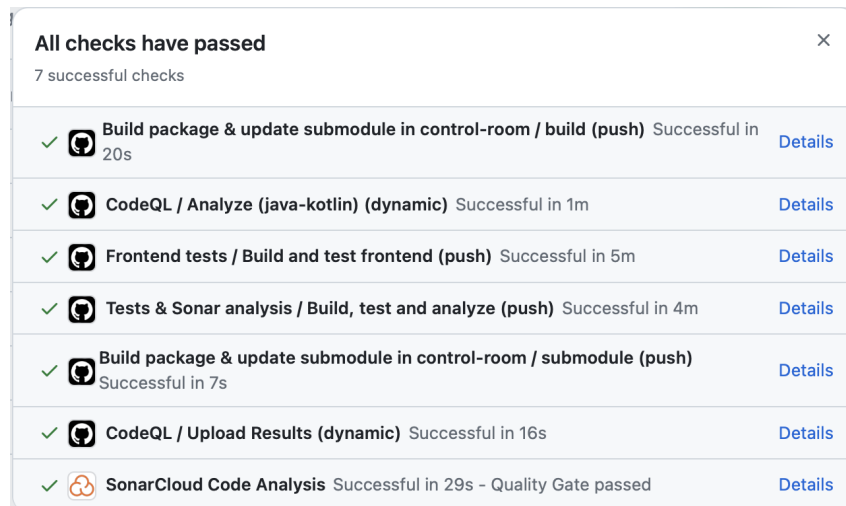 All checks have passed
7 successful checks
Build package & update submodule in control-room / build (push) Successful in
20s
Details
CodeQL / Analyze (java-kotlin) (dynamic) Successful in 1m
Details
Frontend tests / Build and test frontend (push) Successful in 5m
Details
Tests & Sonar analysis / Build, test and analyze (push) Successful in 4m
Details
Build package & update submodule in control-room / submodule (push)
Successful in 7s
Details
CodeQL / Upload Results (dynamic) Successful in 16s
Details
SonarCloud Code Analysis Successful in 29s - Quality Gate passed
Details